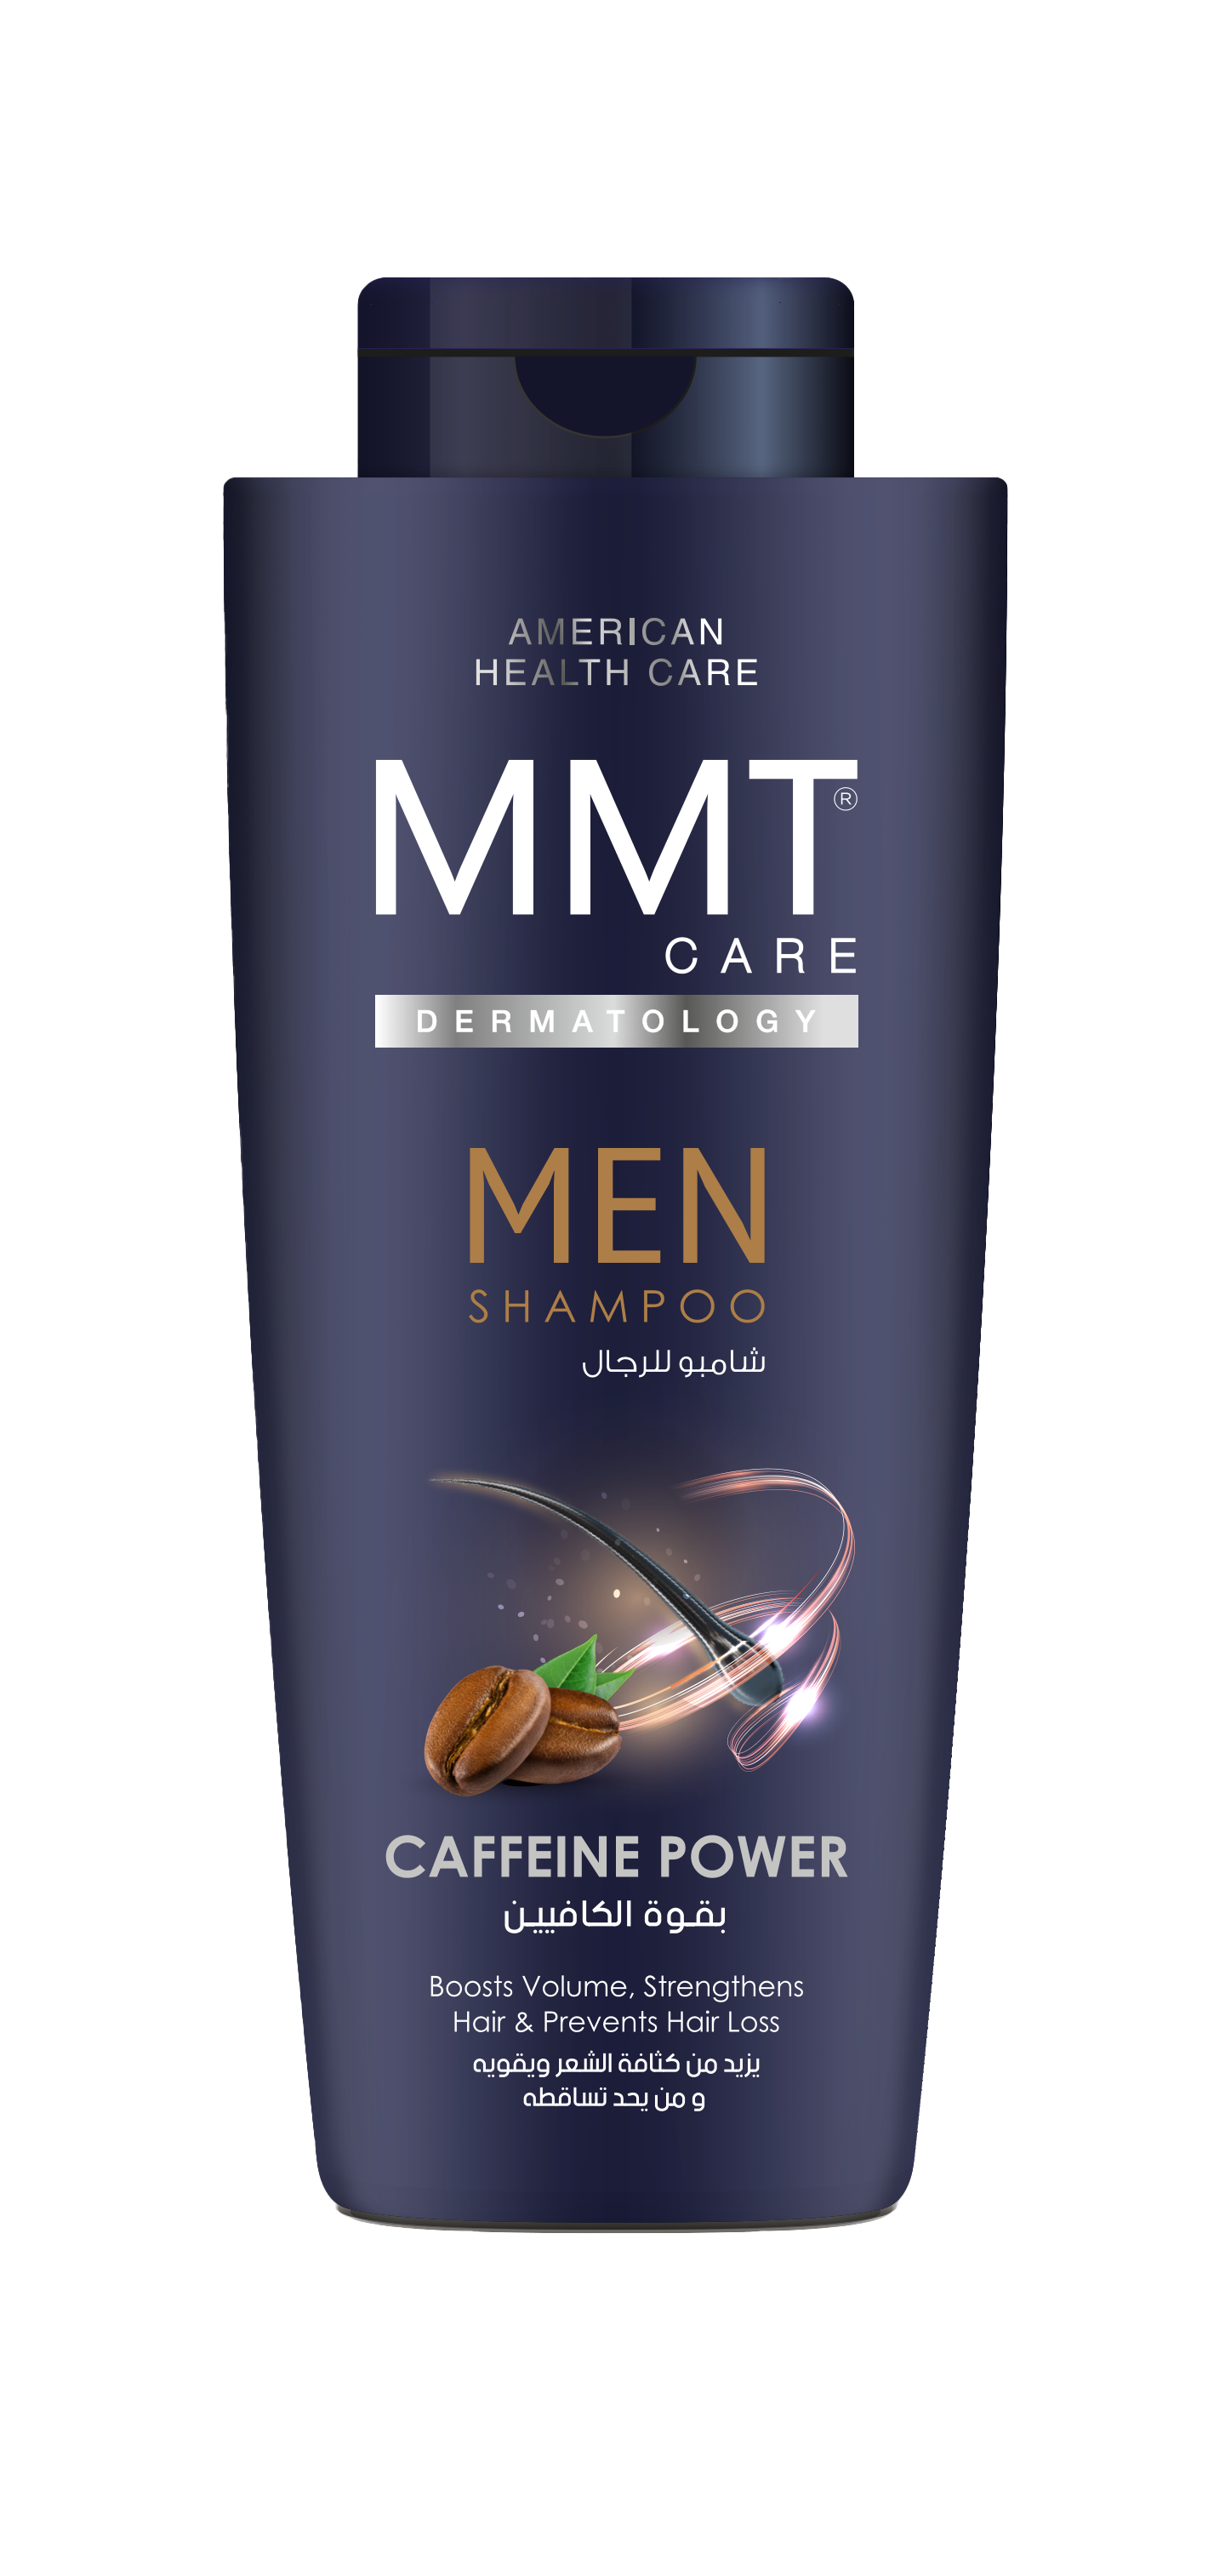 AMERICAN
HEALTH CARE
MMT®
CARE
DERMATOLOGY
MEN
SHAMPOO
شامبو للرجال
CAFFEINE POWER
بقوة الكافيين
Boosts Volume, Strengthens
Hair & Prevents Hair Loss
يزيد من كثافة الشعر ويقويه
و من يحد تساقطه